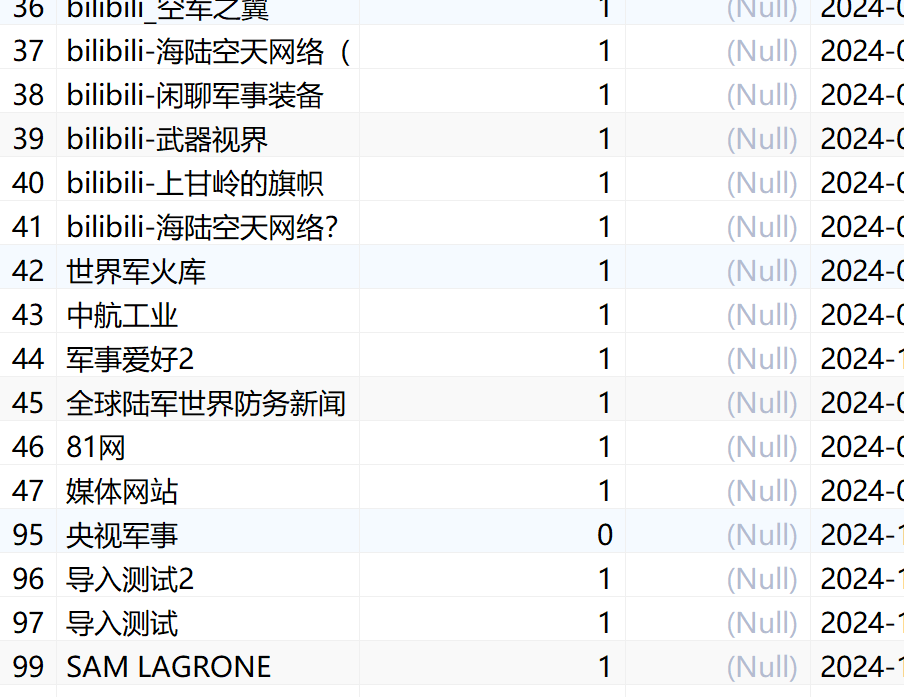 36 bilibili_空军之翼 1 (Null) 2024-0
37 bilibili-海陆空天网络（ 1 (Null) 2024-0
38 bilibili-闲聊军事装备 1 (Null) 2024-0
39 bilibili-武器视界 1 (Null) 2024-0
40 bilibili-上甘岭的旗帜 1 (Null) 2024-0
41 bilibili-海陆空天网络? 1 (Null) 2024-0
42 世界军火库 1 (Null) 2024-0
43 中航工业 1 (Null) 2024-0
44 军事爱好2 1 (Null) 2024-1
45 全球陆军世界防务新闻 1 (Null) 2024-0
46 81网 1 (Null) 2024-0
47 媒体网站 1 (Null) 2024-0
95 央视军事 0 (Null) 2024-1
96 导入测试2 1 (Null) 2024-1
97 导入测试 1 (Null) 2024-1
99 SAM LAGRONE 1 (Null) 2024-1